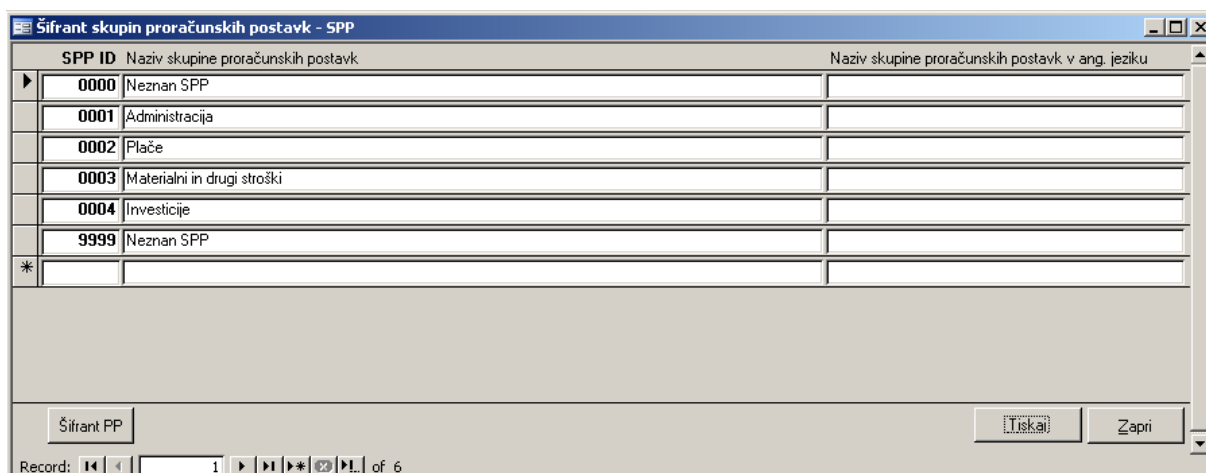 Šifrant skupin proračunskih postavk - SPP
SPP ID Naziv skupine proračunskih postavk Naziv skupine proračunskih postavk v ang. jeziku
0000 Neznan SPP
0001 Administracija
0002 Plače
0003 Materialni in drugi stroški
0004 Investicije
9999 Neznan SPP
Šifrant PP Tiskaj Zapri
Record: 1 of 6